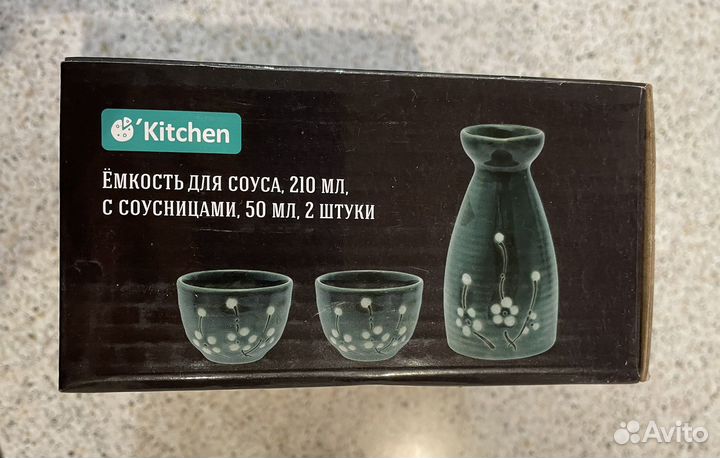 'Kitchen
ЁМКОСТЬ ДЛЯ СОУСА, 210 МЛ,
С СОУСНИЦАМИ, 50 МЛ, 2 ШТУКИ
Avito